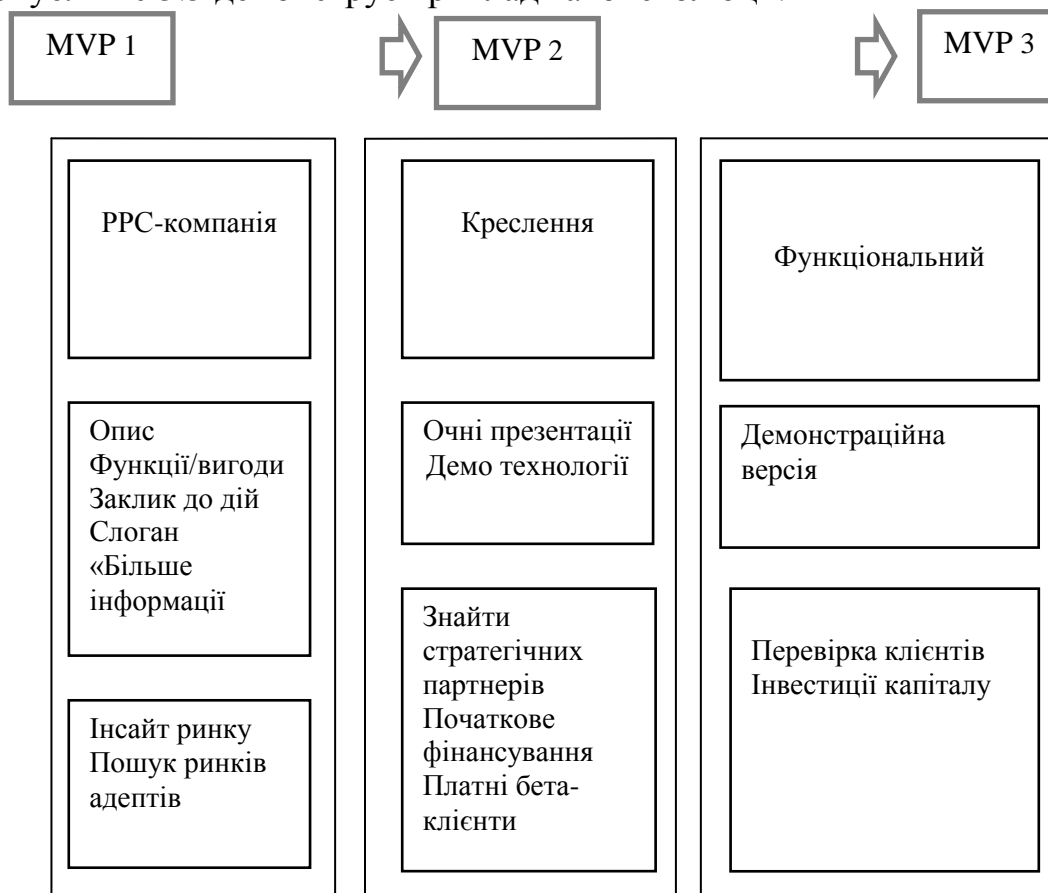 MVP 1
MVP 2
MVP 3
PPC-компанія
Опис
Функції/вигоди
Заклик до дій
Слоган
«Більше
інформації
Інсайт ринку
Пошук ринків
адептів
Креслення
Очні презентації
Демо технології
Знайти
стратегічних
партнерів
Початкове
фінансування
Платні бета-
клієнти
Функціональний
Демонстраційна
версія
Перевірка клієнтів
Інвестиції капіталу